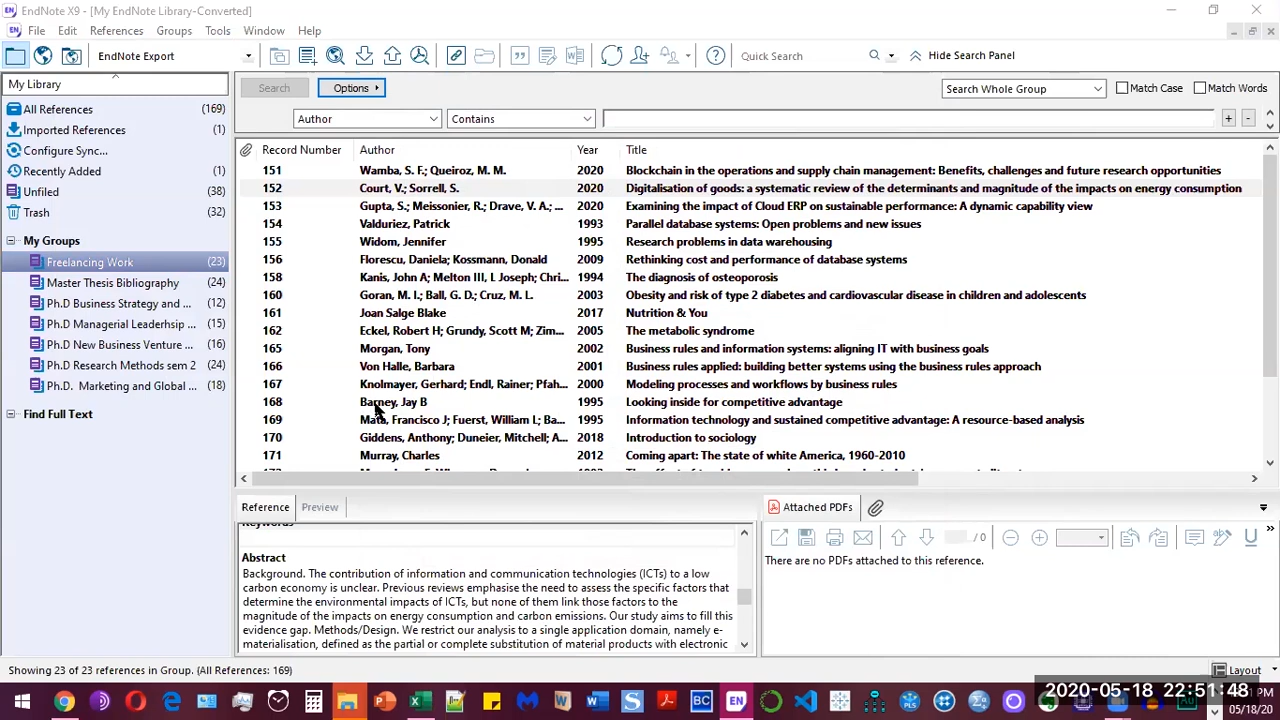 EndNote X9 - [My EndNote Library-Converted]
File Edit References Groups Tools Window Help
EndNote Export
Quick Search
Hide Search Panel
My Library
Search Options
Search Whole Group
Match Case
Match Words
Author Contains
All References (169)
Imported References (1)
Configure Sync...
Recently Added (1)
Unfiled (38)
Trash (32)
My Groups
Freelancing Work (23)
Master Thesis Bibliography (24)
Ph.D Business Strategy and ... (12)
Ph.D Managerial Leaderhsip ... (15)
Ph.D New Business Venture ... (16)
Ph.D Research Methods sem 2 (24)
Ph.D. Marketing and Global ... (18)
Find Full Text
Record Number Author Year Title
151 Wamba, S. F.; Queiroz, M. M. 2020 Blockchain in the operations and supply chain management: Benefits, challenges and future research opportunities
152 Court, V.; Sorrell, S. 2020 Digitalisation of goods: a systematic review of the determinants and magnitude of the impacts on energy consumption
153 Gupta, S.; Meissonier, R.; Drave, V. A.; ... 2020 Examining the impact of Cloud ERP on sustainable performance: A dynamic capability view
154 Valduriez, Patrick 1993 Parallel database systems: Open problems and new issues
155 Widom, Jennifer 1995 Research problems in data warehousing
156 Florescu, Daniela; Kossmann, Donald 2009 Rethinking cost and performance of database systems
158 Kanis, John A; Melton III, L Joseph; Chri... 1994 The diagnosis of osteoporosis
160 Goran, M. I.; Ball, G. D.; Cruz, M. L. 2003 Obesity and risk of type 2 diabetes and cardiovascular disease in children and adolescents
161 Joan Salge Blake 2017 Nutrition & You
162 Eckel, Robert H; Grundy, Scott M; Zim... 2005 The metabolic syndrome
165 Morgan, Tony 2002 Business rules and information systems: aligning IT with business goals
166 Von Halle, Barbara 2001 Business rules applied: building better systems using the business rules approach
167 Knolmayer, Gerhard; Endl, Rainer; Pfah... 2000 Modeling processes and workflows by business rules
168 Barney, Jay B 1995 Looking inside for competitive advantage
169 Mata, Francisco J; Fuerst, William L; Ba... 1995 Information technology and sustained competitive advantage: A resource-based analysis
170 Giddens, Anthony; Duneier, Mitchell; A... 2018 Introduction to sociology
171 Murray, Charles 2012 Coming apart: The state of white America, 1960-2010
Reference Preview
Keywords
Abstract
Background. The contribution of information and communication technologies (ICTs) to a low
carbon economy is unclear. Previous reviews emphasise the need to assess the specific factors that
determine the environmental impacts of ICTs, but none of them link those factors to the
magnitude of the impacts on energy consumption and carbon emissions. Our study aims to fill this
evidence gap. Methods/Design. We restrict our analysis to a single application domain, namely e-
materialisation, defined as the partial or complete substitution of material products with electronic
Attached PDFs
/ 0
There are no PDFs attached to this reference.
Showing 23 of 23 references in Group. (All References: 169)
Layout
2020-05-18 22:51:48
05/18/20